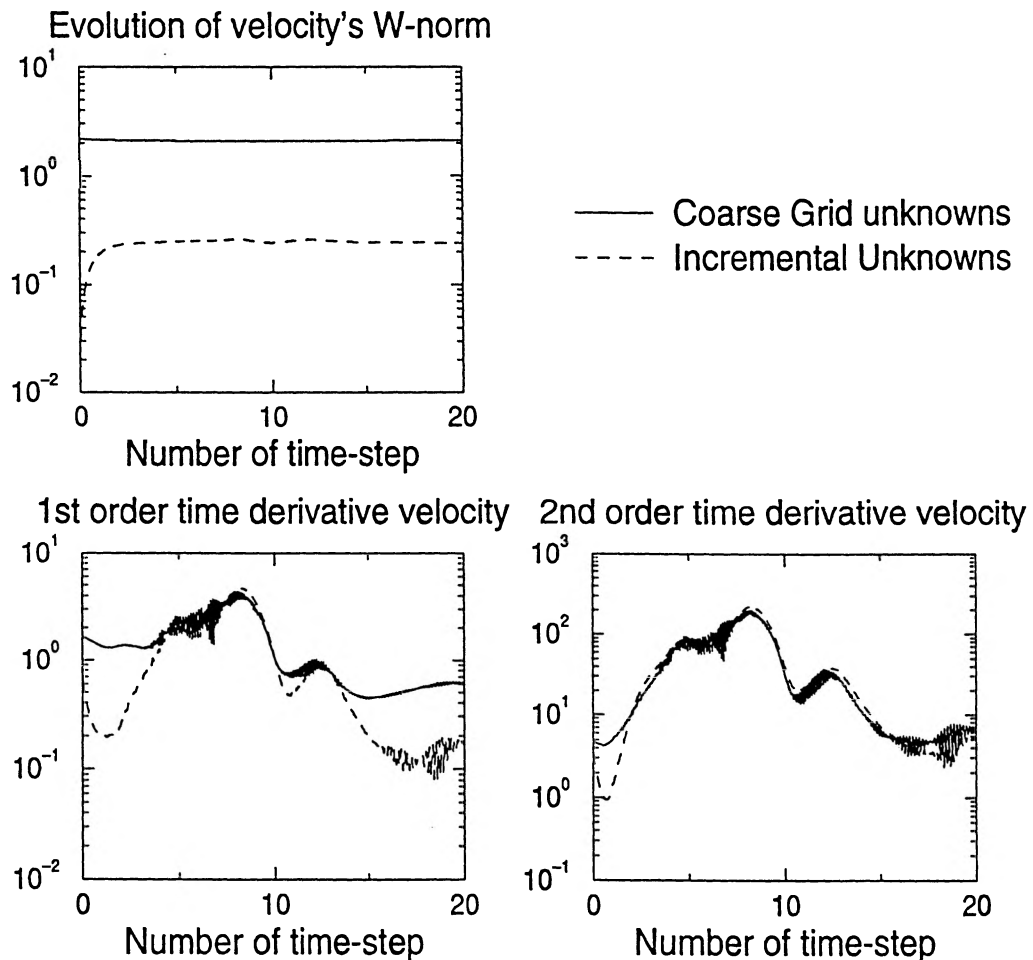 Evolution of velocity's W-norm
10^1
10^0
10^-1
10^-2
0 10 20
Number of time-step
Coarse Grid unknowns
Incremental Unknowns
1st order time derivative velocity
10^1
10^0
10^-1
10^-2
0 10 20
Number of time-step
2nd order time derivative velocity
10^3
10^2
10^1
10^0
10^-1
0 10 20
Number of time-step